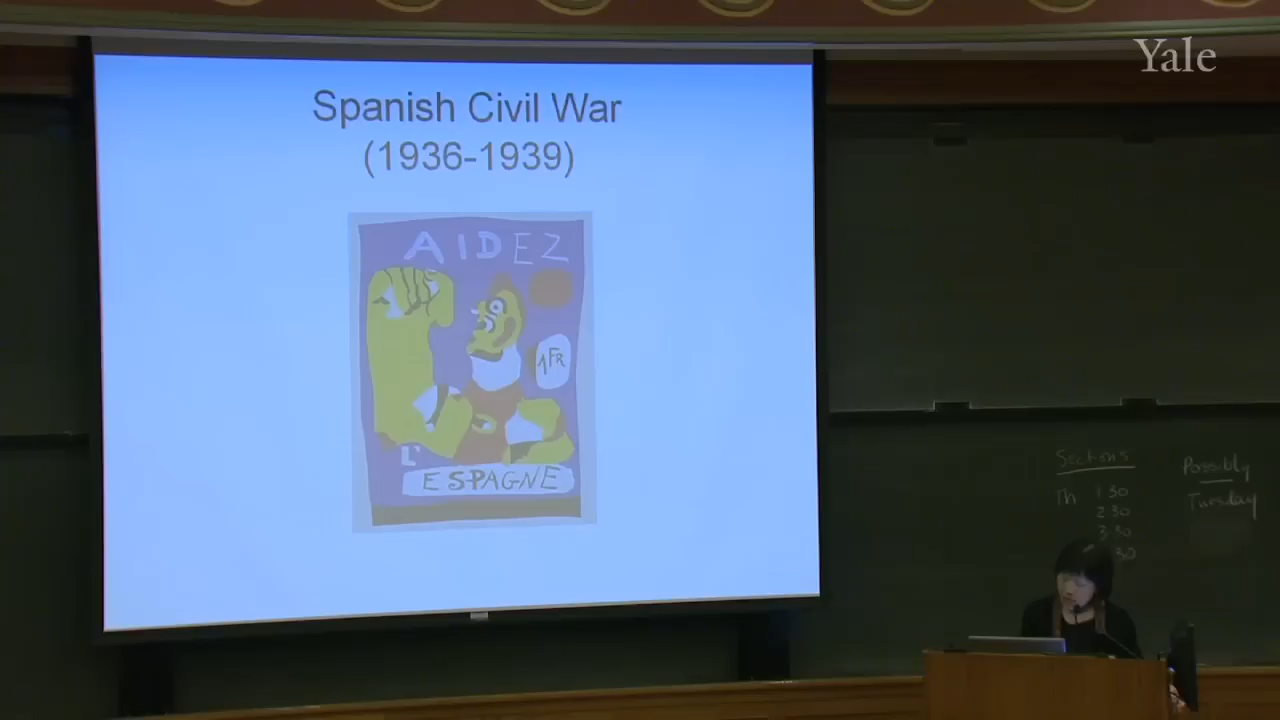 Yale
Spanish Civil War
(1936-1939)
AIDEZ
1FR
L'
ESPAGNE
Sections
Th 1 30
2.30
3 30
30
Possibly
Tuesday